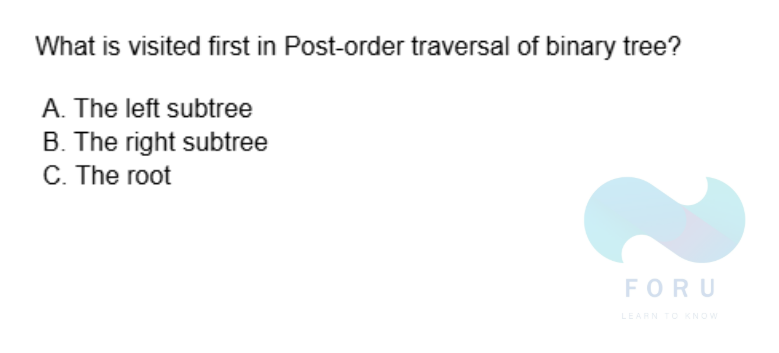 What is visited first in Post-order traversal of binary tree?
A. The left subtree
B. The right subtree
C. The root
FORU
LEARN TO KNOW